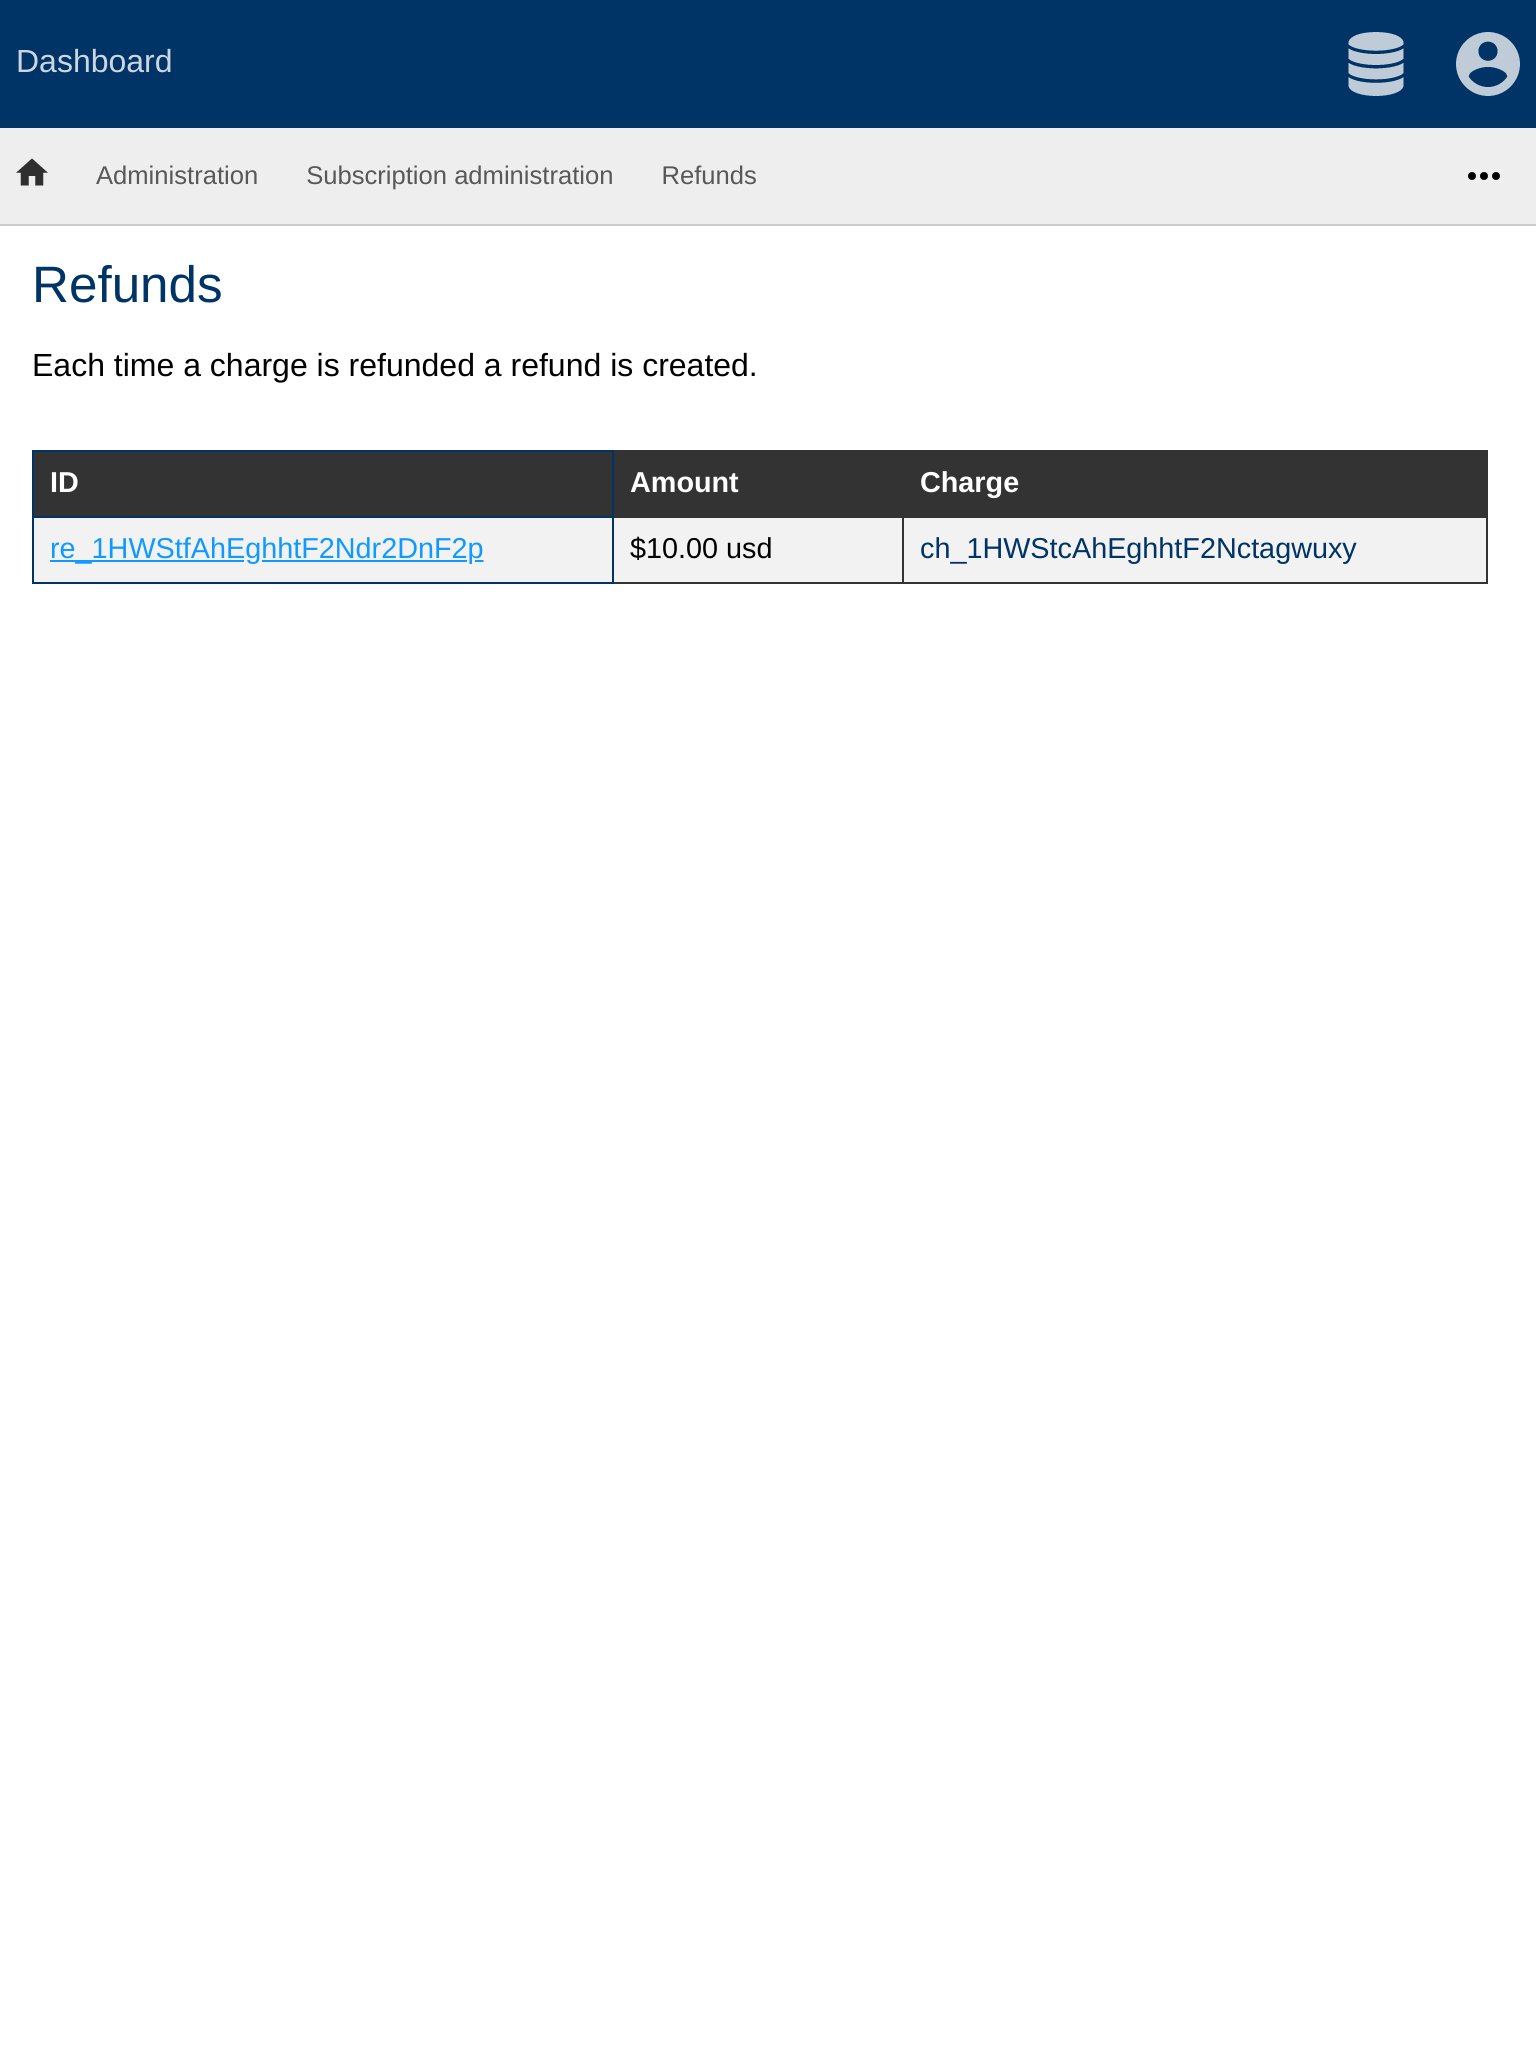 Dashboard
Administration Subscription administration Refunds
Refunds
Each time a charge is refunded a refund is created.
ID Amount Charge
re_1HWStfAhEghhtF2Ndr2DnF2p $10.00 usd ch_1HWStcAhEghhtF2Nctagwuxy